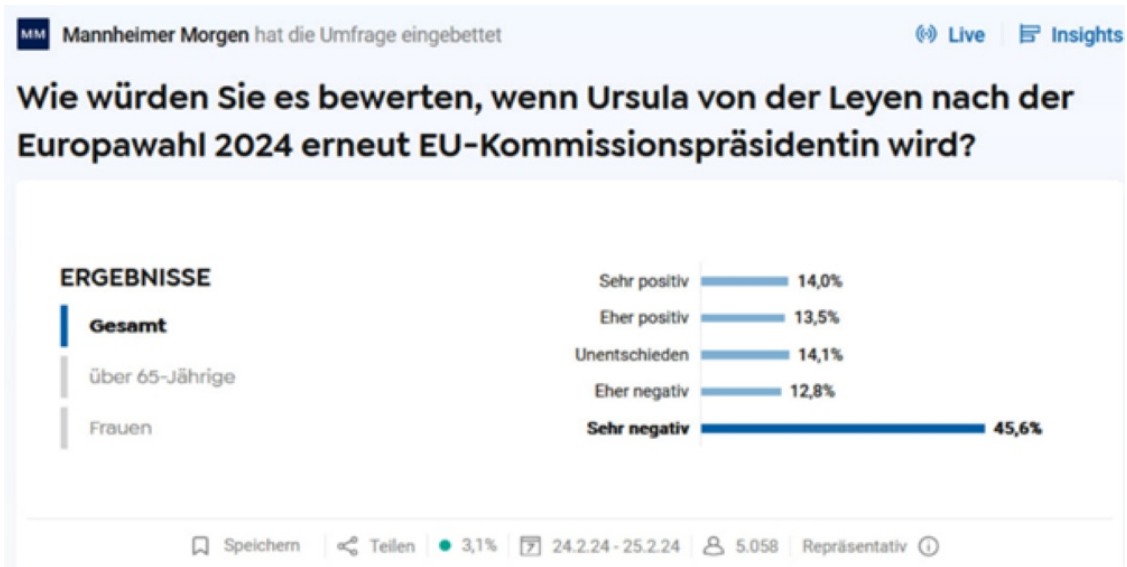 MM Mannheimer Morgen hat die Umfrage eingebettet Live Insights
Wie würden Sie es bewerten, wenn Ursula von der Leyen nach der
Europawahl 2024 erneut EU-Kommissionspräsidentin wird?
ERGEBNISSE
Gesamt
über 65-Jährige
Frauen
Sehr positiv 14,0%
Eher positiv 13,5%
Unentschieden 14,1%
Eher negativ 12,8%
Sehr negativ 45,6%
Speichern Teilen 3,1% 7 24.2.24 - 25.2.24 5.058 Repräsentativ i